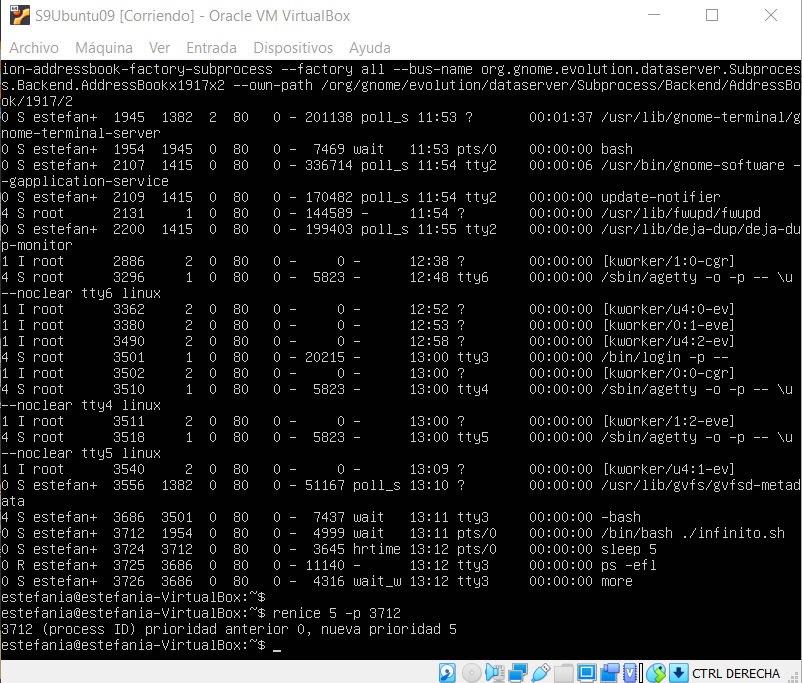 S9Ubuntu09 [Corriendo] - Oracle VM VirtualBox
Archivo Máquina Ver Entrada Dispositivos Ayuda
ion-addressbook-factory-subprocess --factory all --bus-name org.gnome.evolution.dataserver.Subproces
s.Backend.AddressBookx1917x2 --own-path /org/gnome/evolution/dataserver/Subprocess/Backend/AddressBo
ok/1917/2
0 S estefan+  1945  1382  2  80   0 - 201138 poll_s 11:53 ?       00:01:37 /usr/lib/gnome-terminal/g
nome-terminal-server
0 S estefan+  1954  1945  0  80   0 -  7469 wait   11:53 pts/0    00:00:00 bash
0 S estefan+  2107  1415  0  80   0 - 336714 poll_s 11:54 tty2    00:00:06 /usr/bin/gnome-software -
-gapplication-service
0 S estefan+  2109  1415  0  80   0 - 170482 poll_s 11:54 tty2    00:00:00 update-notifier
4 S root      2131     1  0  80   0 - 144589 -     11:54 ?        00:00:00 /usr/lib/fwupd/fwupd
0 S estefan+  2200  1415  0  80   0 - 199403 poll_s 11:55 tty2    00:00:00 /usr/lib/deja-dup/deja-du
p-monitor
1 I root      2886     2  0  80   0 -     0 -      12:38 ?        00:00:00 [kworker/1:0-cgr]
4 S root      3296     1  0  80   0 -  5823 -      12:48 tty6     00:00:00 /sbin/agetty -o -p -- \u
--noclear tty6 linux
1 I root      3362     2  0  80   0 -     0 -      12:52 ?        00:00:00 [kworker/u4:0-ev]
1 I root      3380     2  0  80   0 -     0 -      12:53 ?        00:00:00 [kworker/0:1-eve]
1 I root      3490     2  0  80   0 -     0 -      12:58 ?        00:00:00 [kworker/u4:2-ev]
4 S root      3501     1  0  80   0 - 20215 -      13:00 tty3     00:00:00 /bin/login -p --
1 I root      3502     2  0  80   0 -     0 -      13:00 ?        00:00:00 [kworker/0:0-cgr]
4 S root      3510     1  0  80   0 -  5823 -      13:00 tty4     00:00:00 /sbin/agetty -o -p -- \u
--noclear tty4 linux
1 I root      3511     2  0  80   0 -     0 -      13:00 ?        00:00:00 [kworker/1:2-eve]
4 S root      3518     1  0  80   0 -  5823 -      13:00 tty5     00:00:00 /sbin/agetty -o -p -- \u
--noclear tty5 linux
1 I root      3540     2  0  80   0 -     0 -      13:09 ?        00:00:00 [kworker/u4:1-ev]
0 S estefan+  3556  1382  0  80   0 - 51167 poll_s 13:10 ?        00:00:00 /usr/lib/gvfs/gvfsd-metad
ata
4 S estefan+  3686  3501  0  80   0 -  7437 wait   13:11 tty3     00:00:00 -bash
0 S estefan+  3712  1954  0  80   0 -  4999 wait   13:11 pts/0    00:00:00 /bin/bash ./infinito.sh
0 S estefan+  3724  3712  0  80   0 -  3645 hrtime 13:12 pts/0    00:00:00 sleep 5
0 R estefan+  3725  3686  0  80   0 - 11140 -      13:12 tty3     00:00:00 ps -efl
0 S estefan+  3726  3686  0  80   0 -  4316 wait_w 13:12 tty3     00:00:00 more
estefania@estefania-VirtualBox:~$
estefania@estefania-VirtualBox:~$ renice 5 -p 3712
3712 (process ID) prioridad anterior 0, nueva prioridad 5
estefania@estefania-VirtualBox:~$ _
CTRL DERECHA